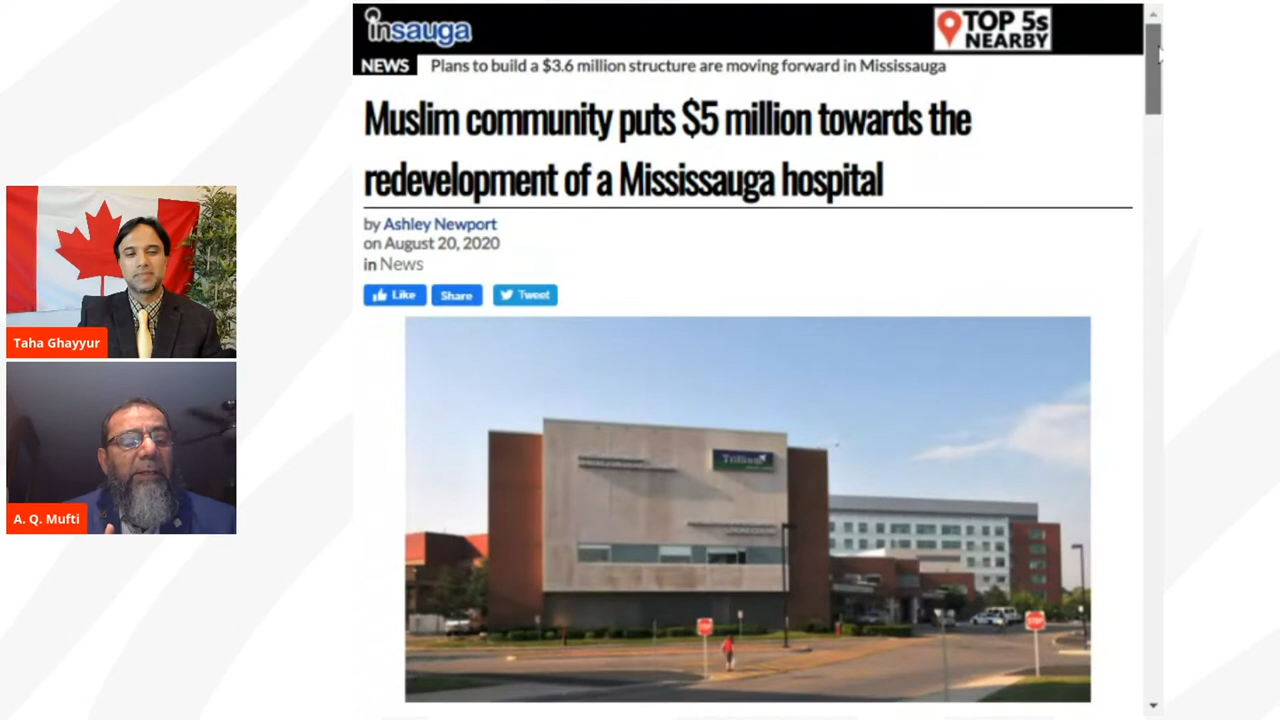 insauga
TOP 5s
NEARBY
NEWS Plans to build a $3.6 million structure are moving forward in Mississauga
Muslim community puts $5 million towards the
redevelopment of a Mississauga hospital
by Ashley Newport
on August 20, 2020
in News
Like Share Tweet
Taha Ghayyur
A. Q. Mufti
Trillium
STOP
STOP